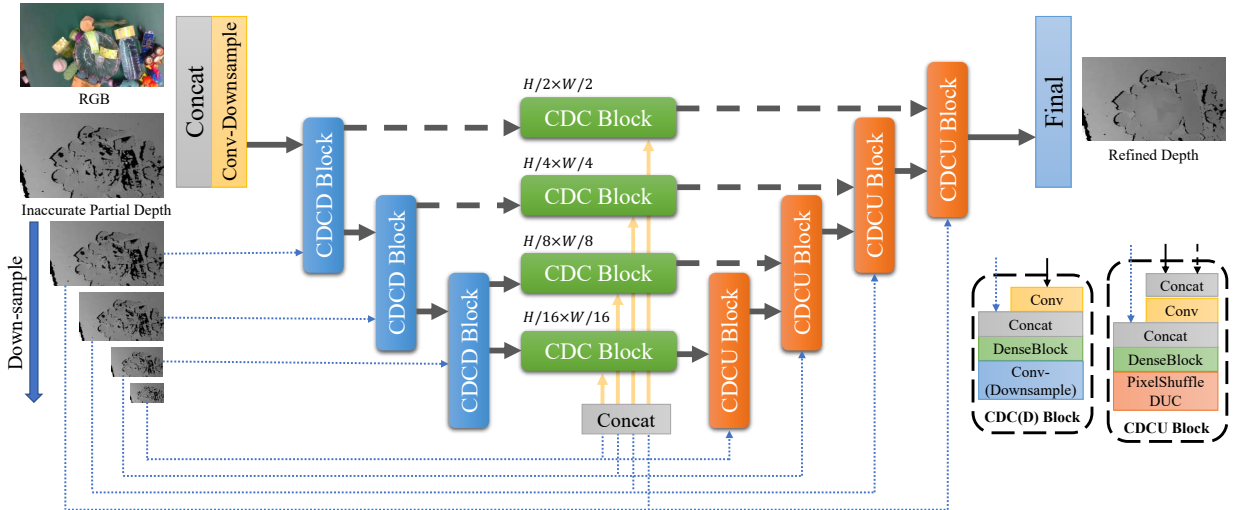 RGB
Inaccurate Partial Depth
Down-sample
Concat
Conv-Downsample
CDCD Block
CDCD Block
CDCD Block
H/2×W/2
CDC Block
H/4×W/4
CDC Block
H/8×W/8
CDC Block
H/16×W/16
CDC Block
Concat
CDCU Block
CDCU Block
CDCU Block
CDCU Block
Final
Refined Depth
Conv
Concat
DenseBlock
Conv-
(Downsample)
CDC(D) Block
Concat
Conv
Concat
DenseBlock
PixelShuffle
DUC
CDCU Block